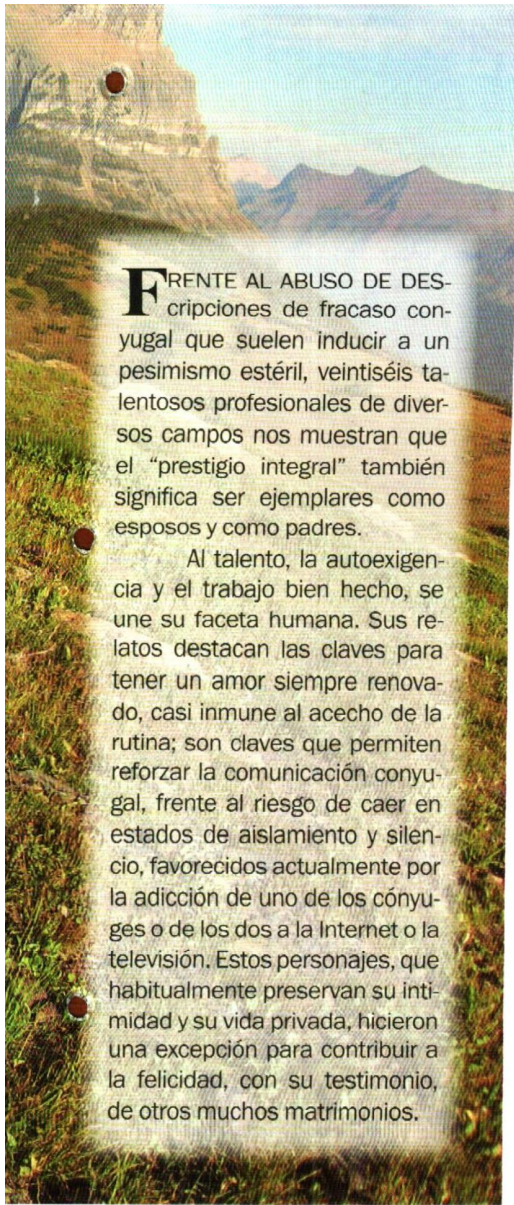 FRENTE AL ABUSO DE DES-
cripciones de fracaso con-
yugal que suelen inducir a un
pesimismo estéril, veintiséis ta-
lentosos profesionales de diver-
sos campos nos muestran que
el “prestigio integral” también
significa ser ejemplares como
esposos y como padres.
Al talento, la autoexigen-
cia y el trabajo bien hecho, se
une su faceta humana. Sus re-
latos destacan las claves para
tener un amor siempre renova-
do, casi inmune al acecho de la
rutina; son claves que permiten
reforzar la comunicación conyu-
gal, frente al riesgo de caer en
estados de aislamiento y silen-
cio, favorecidos actualmente por
la adicción de uno de los cónyu-
ges o de los dos a la Internet o la
televisión. Estos personajes, que
habitualmente preservan su inti-
midad y su vida privada, hicieron
una excepción para contribuir a
la felicidad, con su testimonio,
de otros muchos matrimonios.